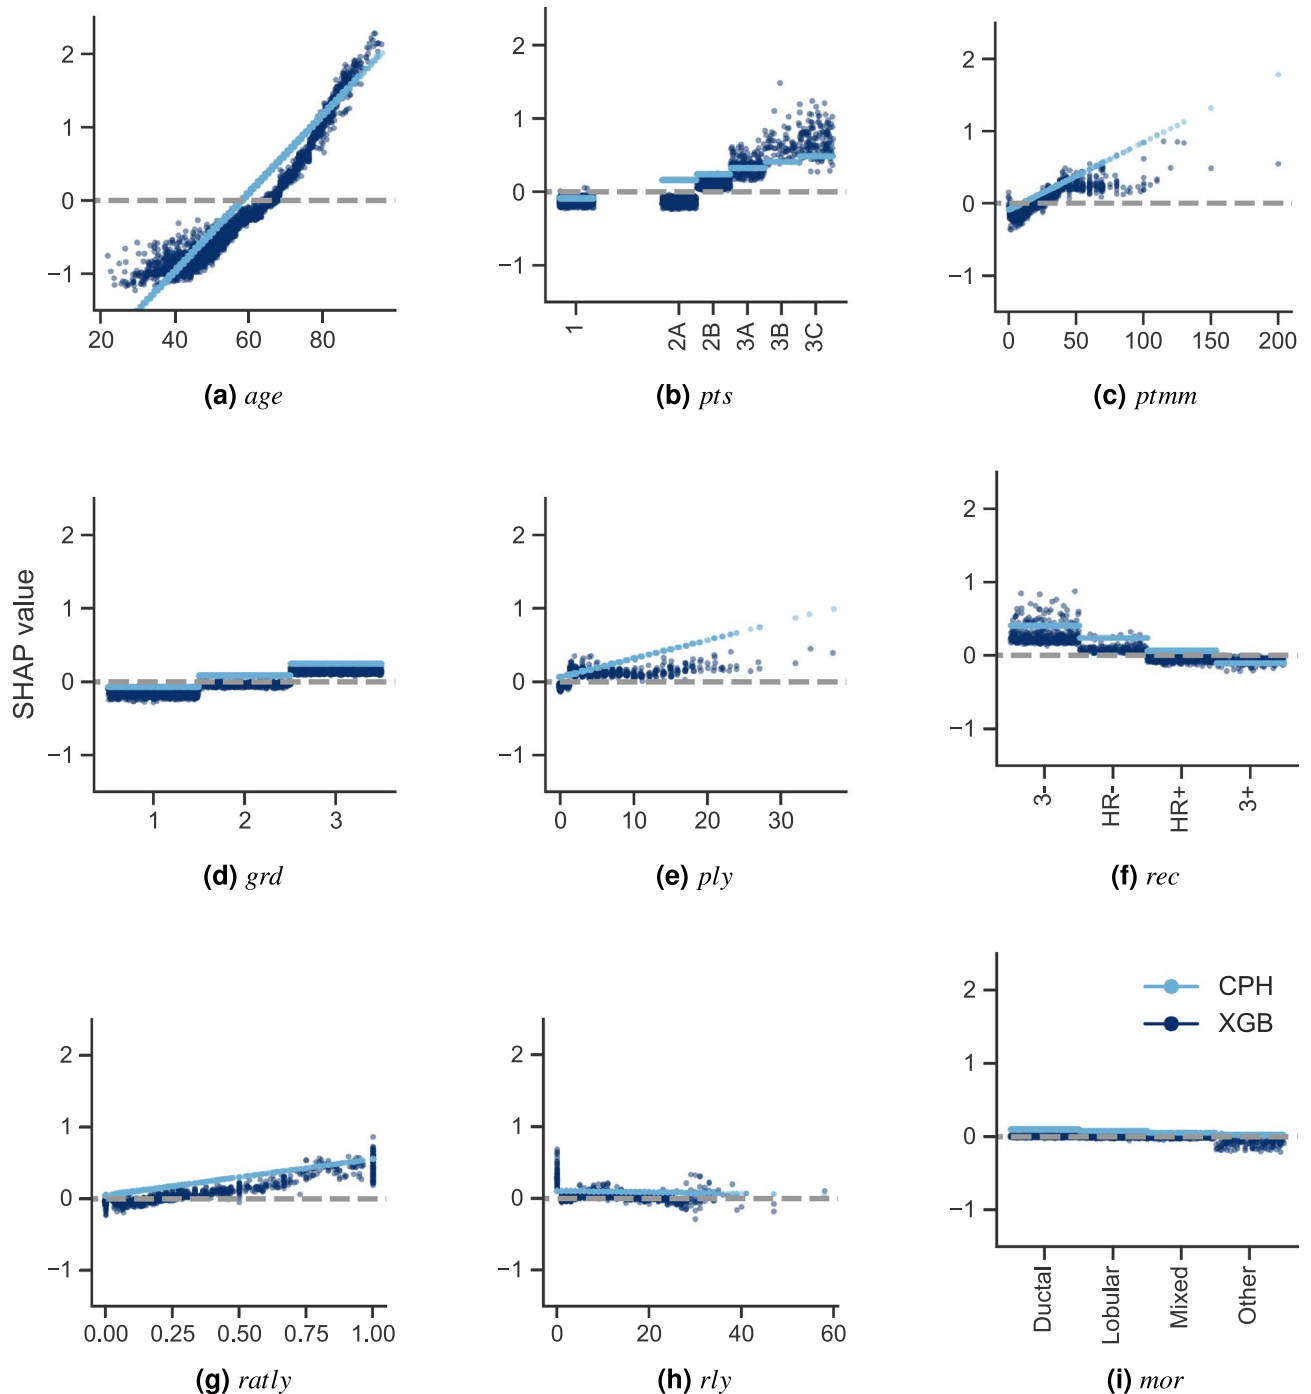 2
1
0
−1
20 40 60 80
(a) age
2
1
0
−1
1 2A 2B 3A 3B 3C
(b) pts
2
1
0
−1
0 50 100 150 200
(c) ptmm
SHAP value
2
1
0
−1
1 2 3
(d) grd
2
1
0
−1
0 10 20 30
(e) ply
2
1
0
−1
3- HR- HR+ 3+
(f) rec
2
1
0
−1
0.00 0.25 0.50 0.75 1.00
(g) ratly
2
1
0
−1
0 20 40 60
(h) rly
CPH
XGB
2
1
0
−1
Ductal Lobular Mixed Other
(i) mor